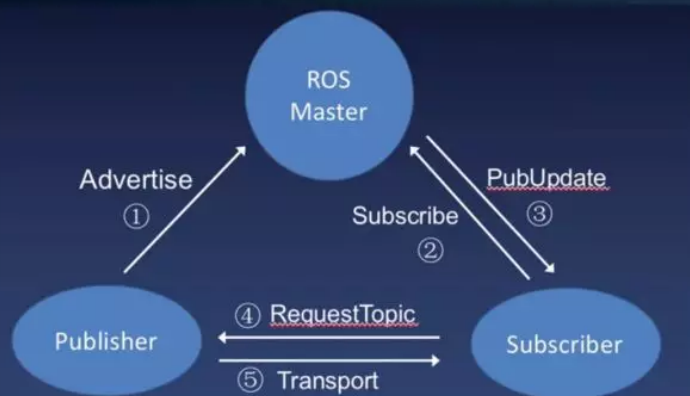 ROS
Master
Advertise
①
PubUpdate
③
Subscribe
②
④ RequestTopic
Publisher
Subscriber
⑤ Transport